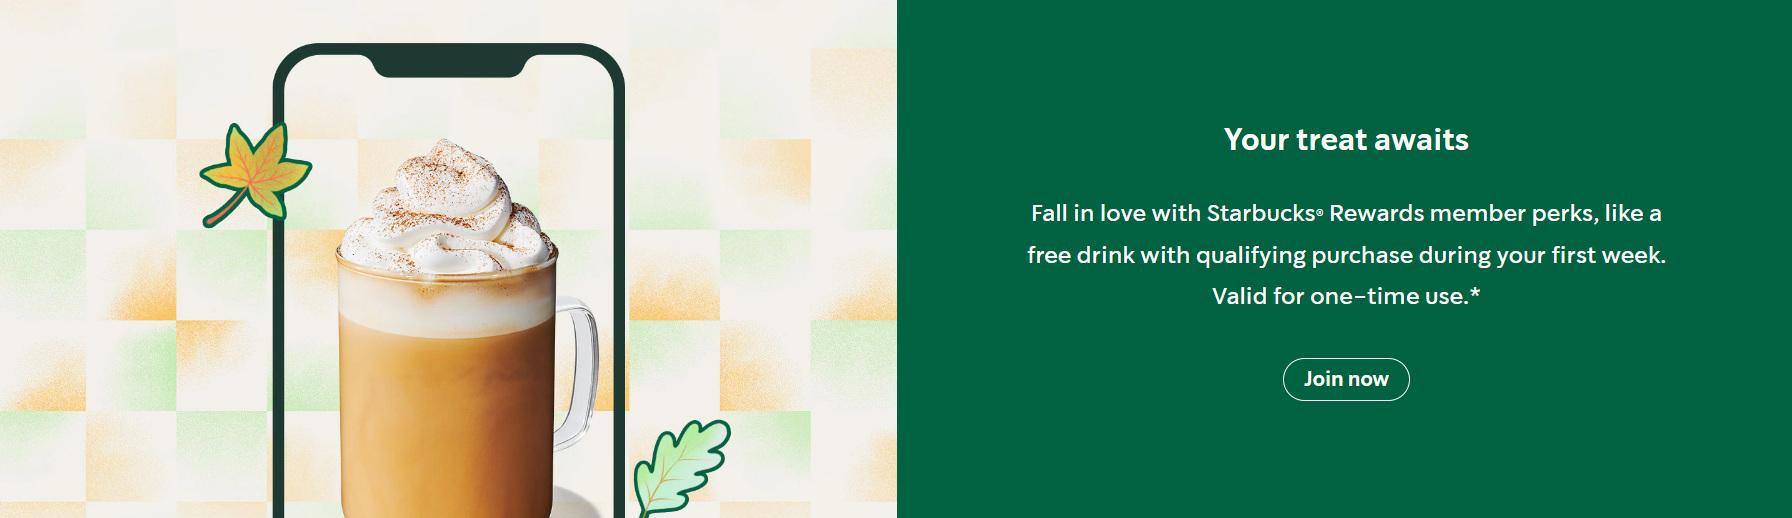 Your treat awaits
Fall in love with Starbucks® Rewards member perks, like a
free drink with qualifying purchase during your first week.
Valid for one-time use.*
Join now